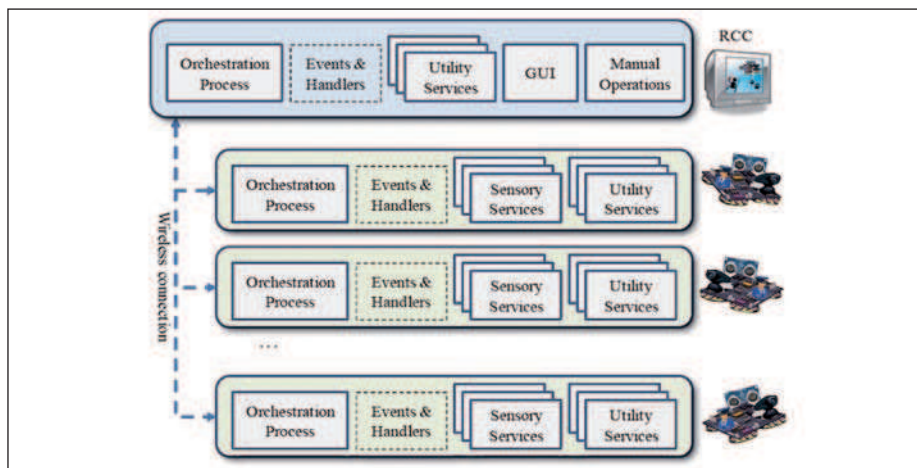 RCC
Orchestration
Process
Events &
Handlers
Utility
Services
GUI
Manual
Operations
Wireless connection
Orchestration
Process
Events &
Handlers
Sensory
Services
Utility
Services
Orchestration
Process
Events &
Handlers
Sensory
Services
Utility
Services
...
Orchestration
Process
Events &
Handlers
Sensory
Services
Utility
Services